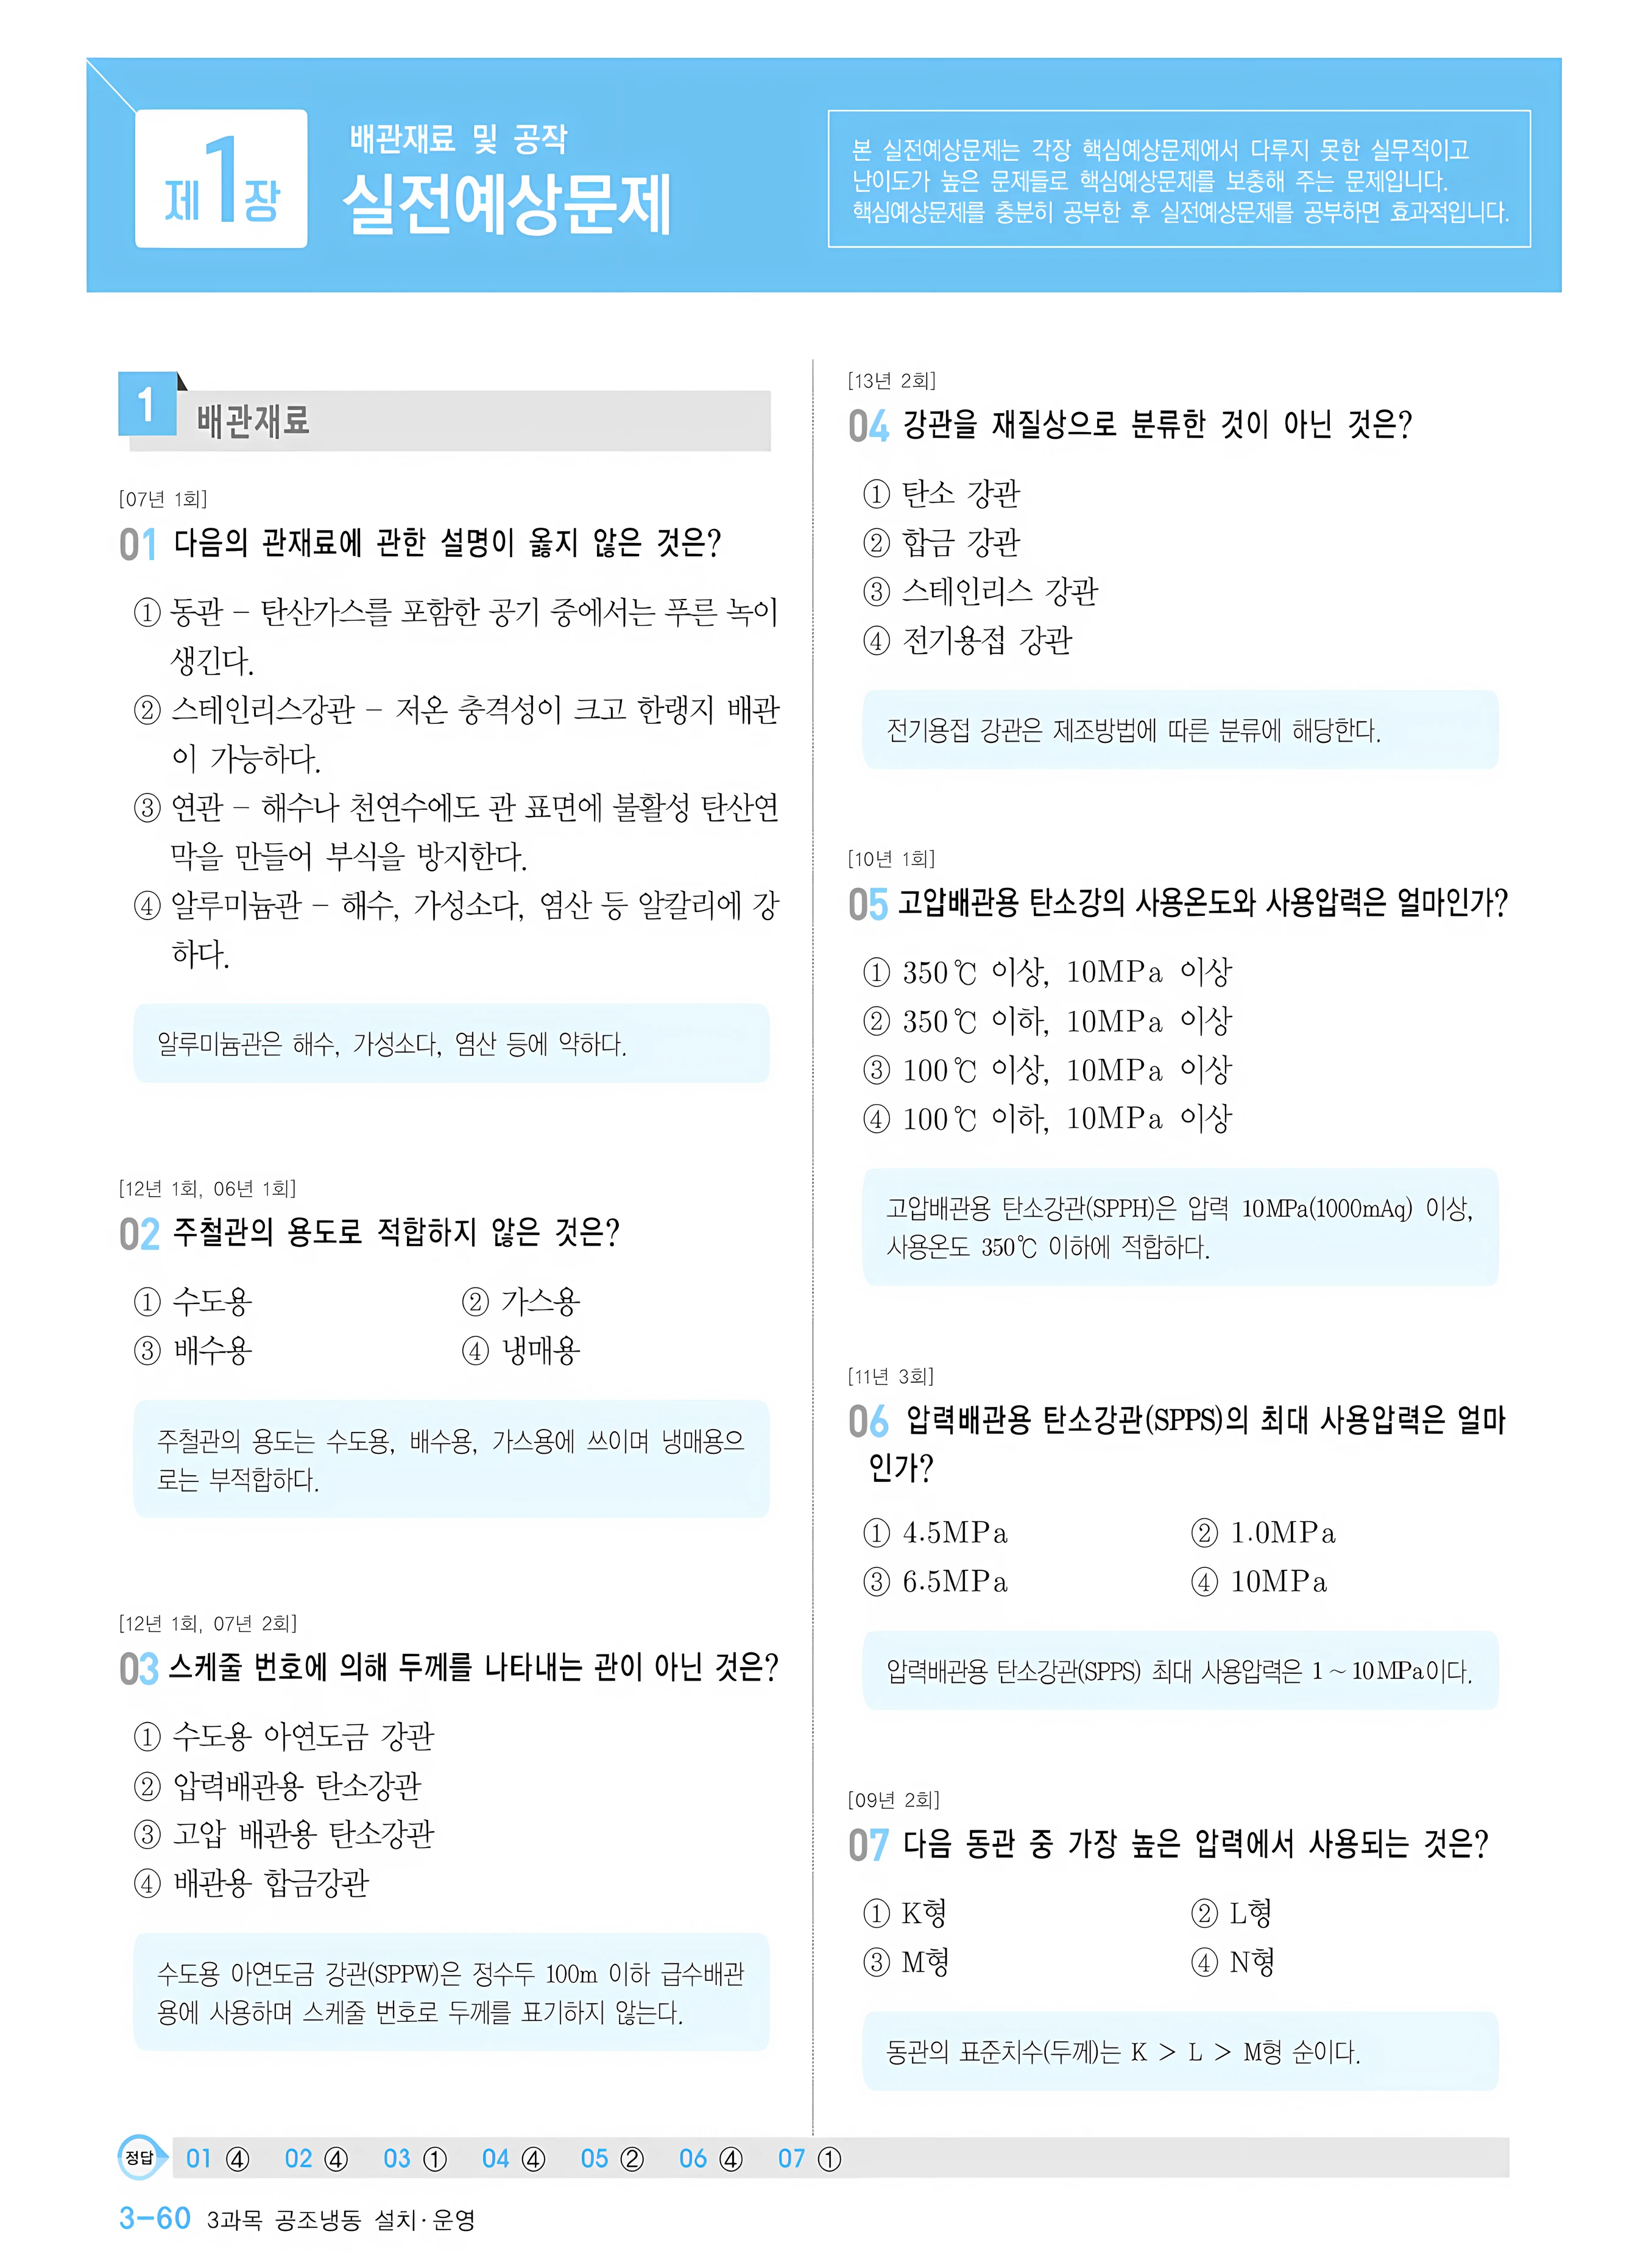 제1장
배관재료 및 공작
실전예상문제
본 실전예상문제는 각장 핵심예상문제에서 다루지 못한 실무적이고
난이도가 높은 문제들로 핵심예상문제를 보충해 주는 문제입니다.
핵심예상문제를 충분히 공부한 후 실전예상문제를 공부하면 효과적입니다.
1 배관재료
[07년 1회]
01 다음의 관재료에 관한 설명이 옳지 않은 것은?
① 동관 – 탄산가스를 포함한 공기 중에서는 푸른 녹이
생긴다.
② 스테인리스강관 – 저온 충격성이 크고 한랭지 배관
이 가능하다.
③ 연관 – 해수나 천연수에도 관 표면에 불활성 탄산연
막을 만들어 부식을 방지한다.
④ 알루미늄관 – 해수, 가성소다, 염산 등 알칼리에 강
하다.
알루미늄관은 해수, 가성소다, 염산 등에 약하다.
[12년 1회, 06년 1회]
02 주철관의 용도로 적합하지 않은 것은?
① 수도용 ② 가스용
③ 배수용 ④ 냉매용
주철관의 용도는 수도용, 배수용, 가스용에 쓰이며 냉매용으
로는 부적합하다.
[12년 1회, 07년 2회]
03 스케줄 번호에 의해 두께를 나타내는 관이 아닌 것은?
① 수도용 아연도금 강관
② 압력배관용 탄소강관
③ 고압 배관용 탄소강관
④ 배관용 합금강관
수도용 아연도금 강관(SPPW)은 정수두 100m 이하 급수배관
용에 사용하며 스케줄 번호로 두께를 표기하지 않는다.
[13년 2회]
04 강관을 재질상으로 분류한 것이 아닌 것은?
① 탄소 강관
② 합금 강관
③ 스테인리스 강관
④ 전기용접 강관
전기용접 강관은 제조방법에 따른 분류에 해당한다.
[10년 1회]
05 고압배관용 탄소강의 사용온도와 사용압력은 얼마인가?
① 350℃ 이상, 10MPa 이상
② 350℃ 이하, 10MPa 이상
③ 100℃ 이상, 10MPa 이상
④ 100℃ 이하, 10MPa 이상
고압배관용 탄소강관(SPPH)은 압력 10MPa(1000mAq) 이상,
사용온도 350℃ 이하에 적합하다.
[11년 3회]
06 압력배관용 탄소강관(SPPS)의 최대 사용압력은 얼마
인가?
① 4.5MPa ② 1.0MPa
③ 6.5MPa ④ 10MPa
압력배관용 탄소강관(SPPS) 최대 사용압력은 1 ~ 10MPa이다.
[09년 2회]
07 다음 동관 중 가장 높은 압력에서 사용되는 것은?
① K형 ② L형
③ M형 ④ N형
동관의 표준치수(두께)는 K > L > M형 순이다.
정답 01 ④ 02 ④ 03 ① 04 ④ 05 ② 06 ④ 07 ①
3-60 3과목 공조냉동 설치·운영